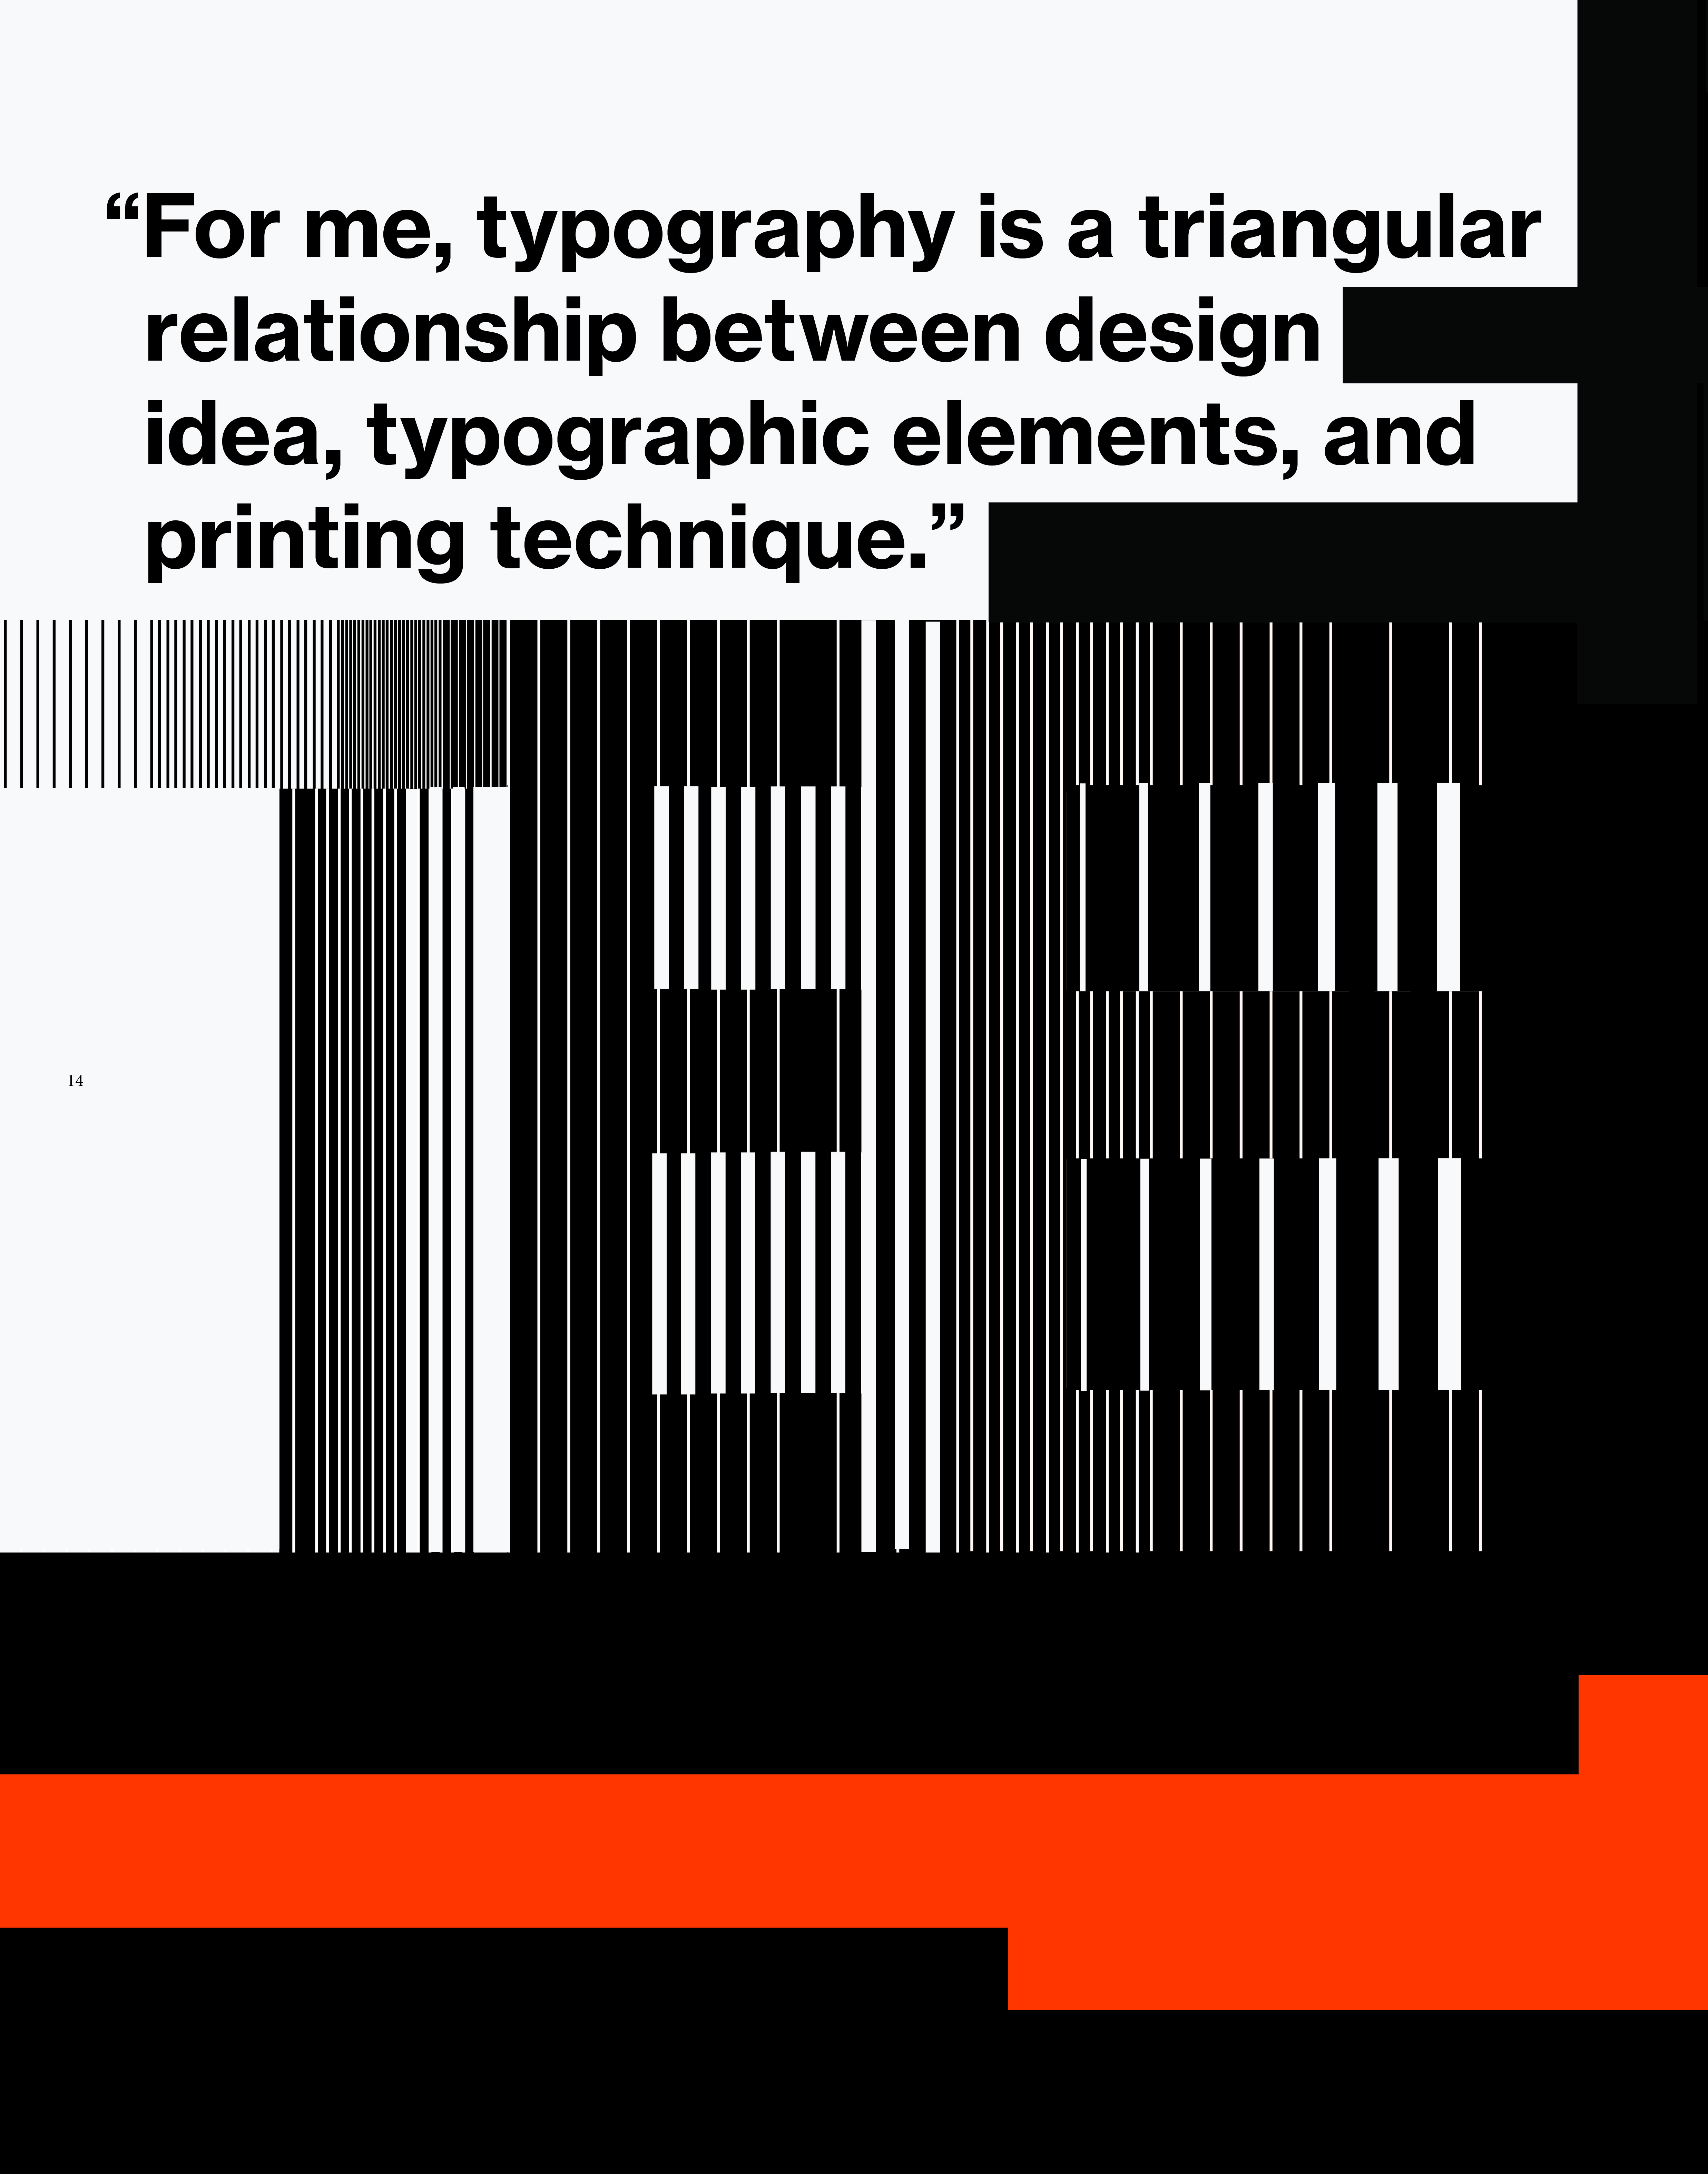 “For me, typography is a triangular
relationship between design
idea, typographic elements, and
printing technique.”
14